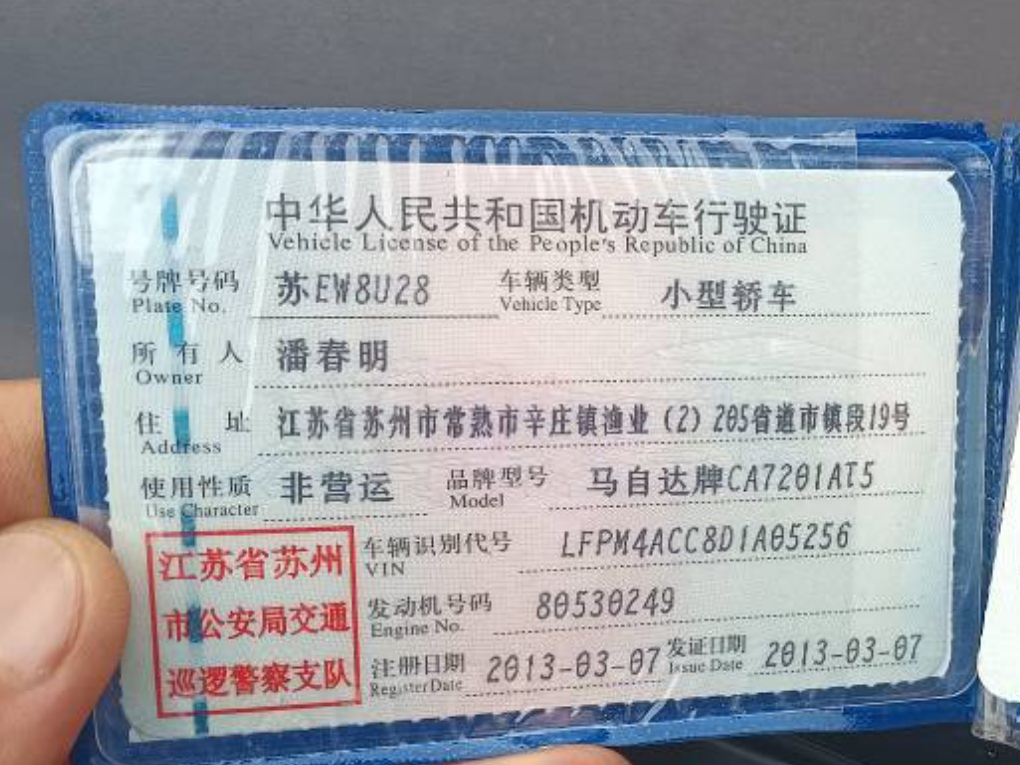 中华人民共和国机动车行驶证
Vehicle License of the People's Republic of China
号牌号码 苏EW8U28 车辆类型 小型轿车
Plate No. Vehicle Type
所有人 潘春明
Owner
住址 江苏省苏州市常熟市辛庄镇渔业(2)205省道市镇段19号
Address
使用性质 非营运 品牌型号 马自达牌CA7201AT5
Use Character Model
江苏省苏州
市公安局交通
巡逻警察支队
车辆识别代号 LFPM4ACC8D1A05256
VIN
发动机号码 80530249
Engine No.
注册日期 2013-03-07 发证日期 2013-03-07
Register Date Issue Date